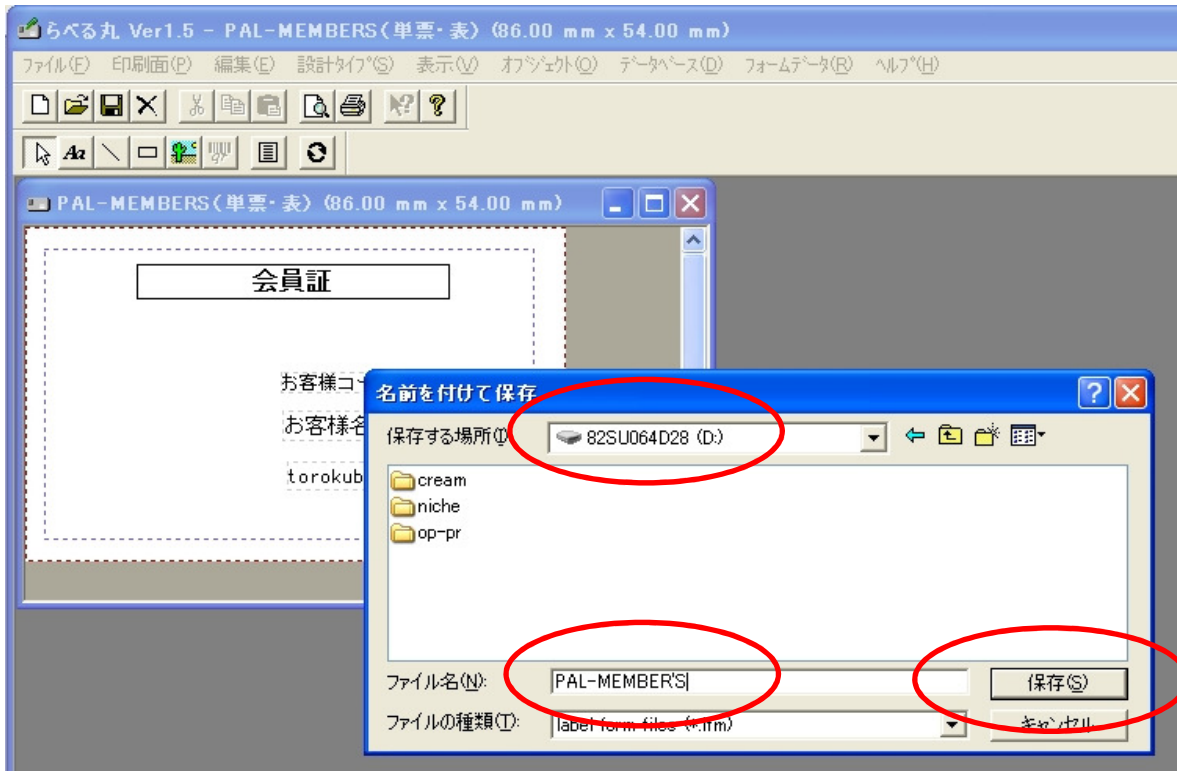 らべる丸 Ver1.5 - PAL-MEMBERS(単票・表) (86.00 mm x 54.00 mm)
ファイル(F) 印刷面(P) 編集(E) 設計タイプ(S) 表示(V) オブジェクト(O) データベース(D) フォームデータ(R) ヘルプ(H)
Aa
PAL-MEMBERS(単票・表) (86.00 mm x 54.00 mm)
会員証
お客様コー
お客様名
torokub
名前を付けて保存
保存する場所(I):
82SU064D28 (D:)
cream
niche
op-pr
ファイル名(N):
PAL-MEMBER'S
保存(S)
ファイルの種類(T):
label form files (*.lfm)
キャンセル